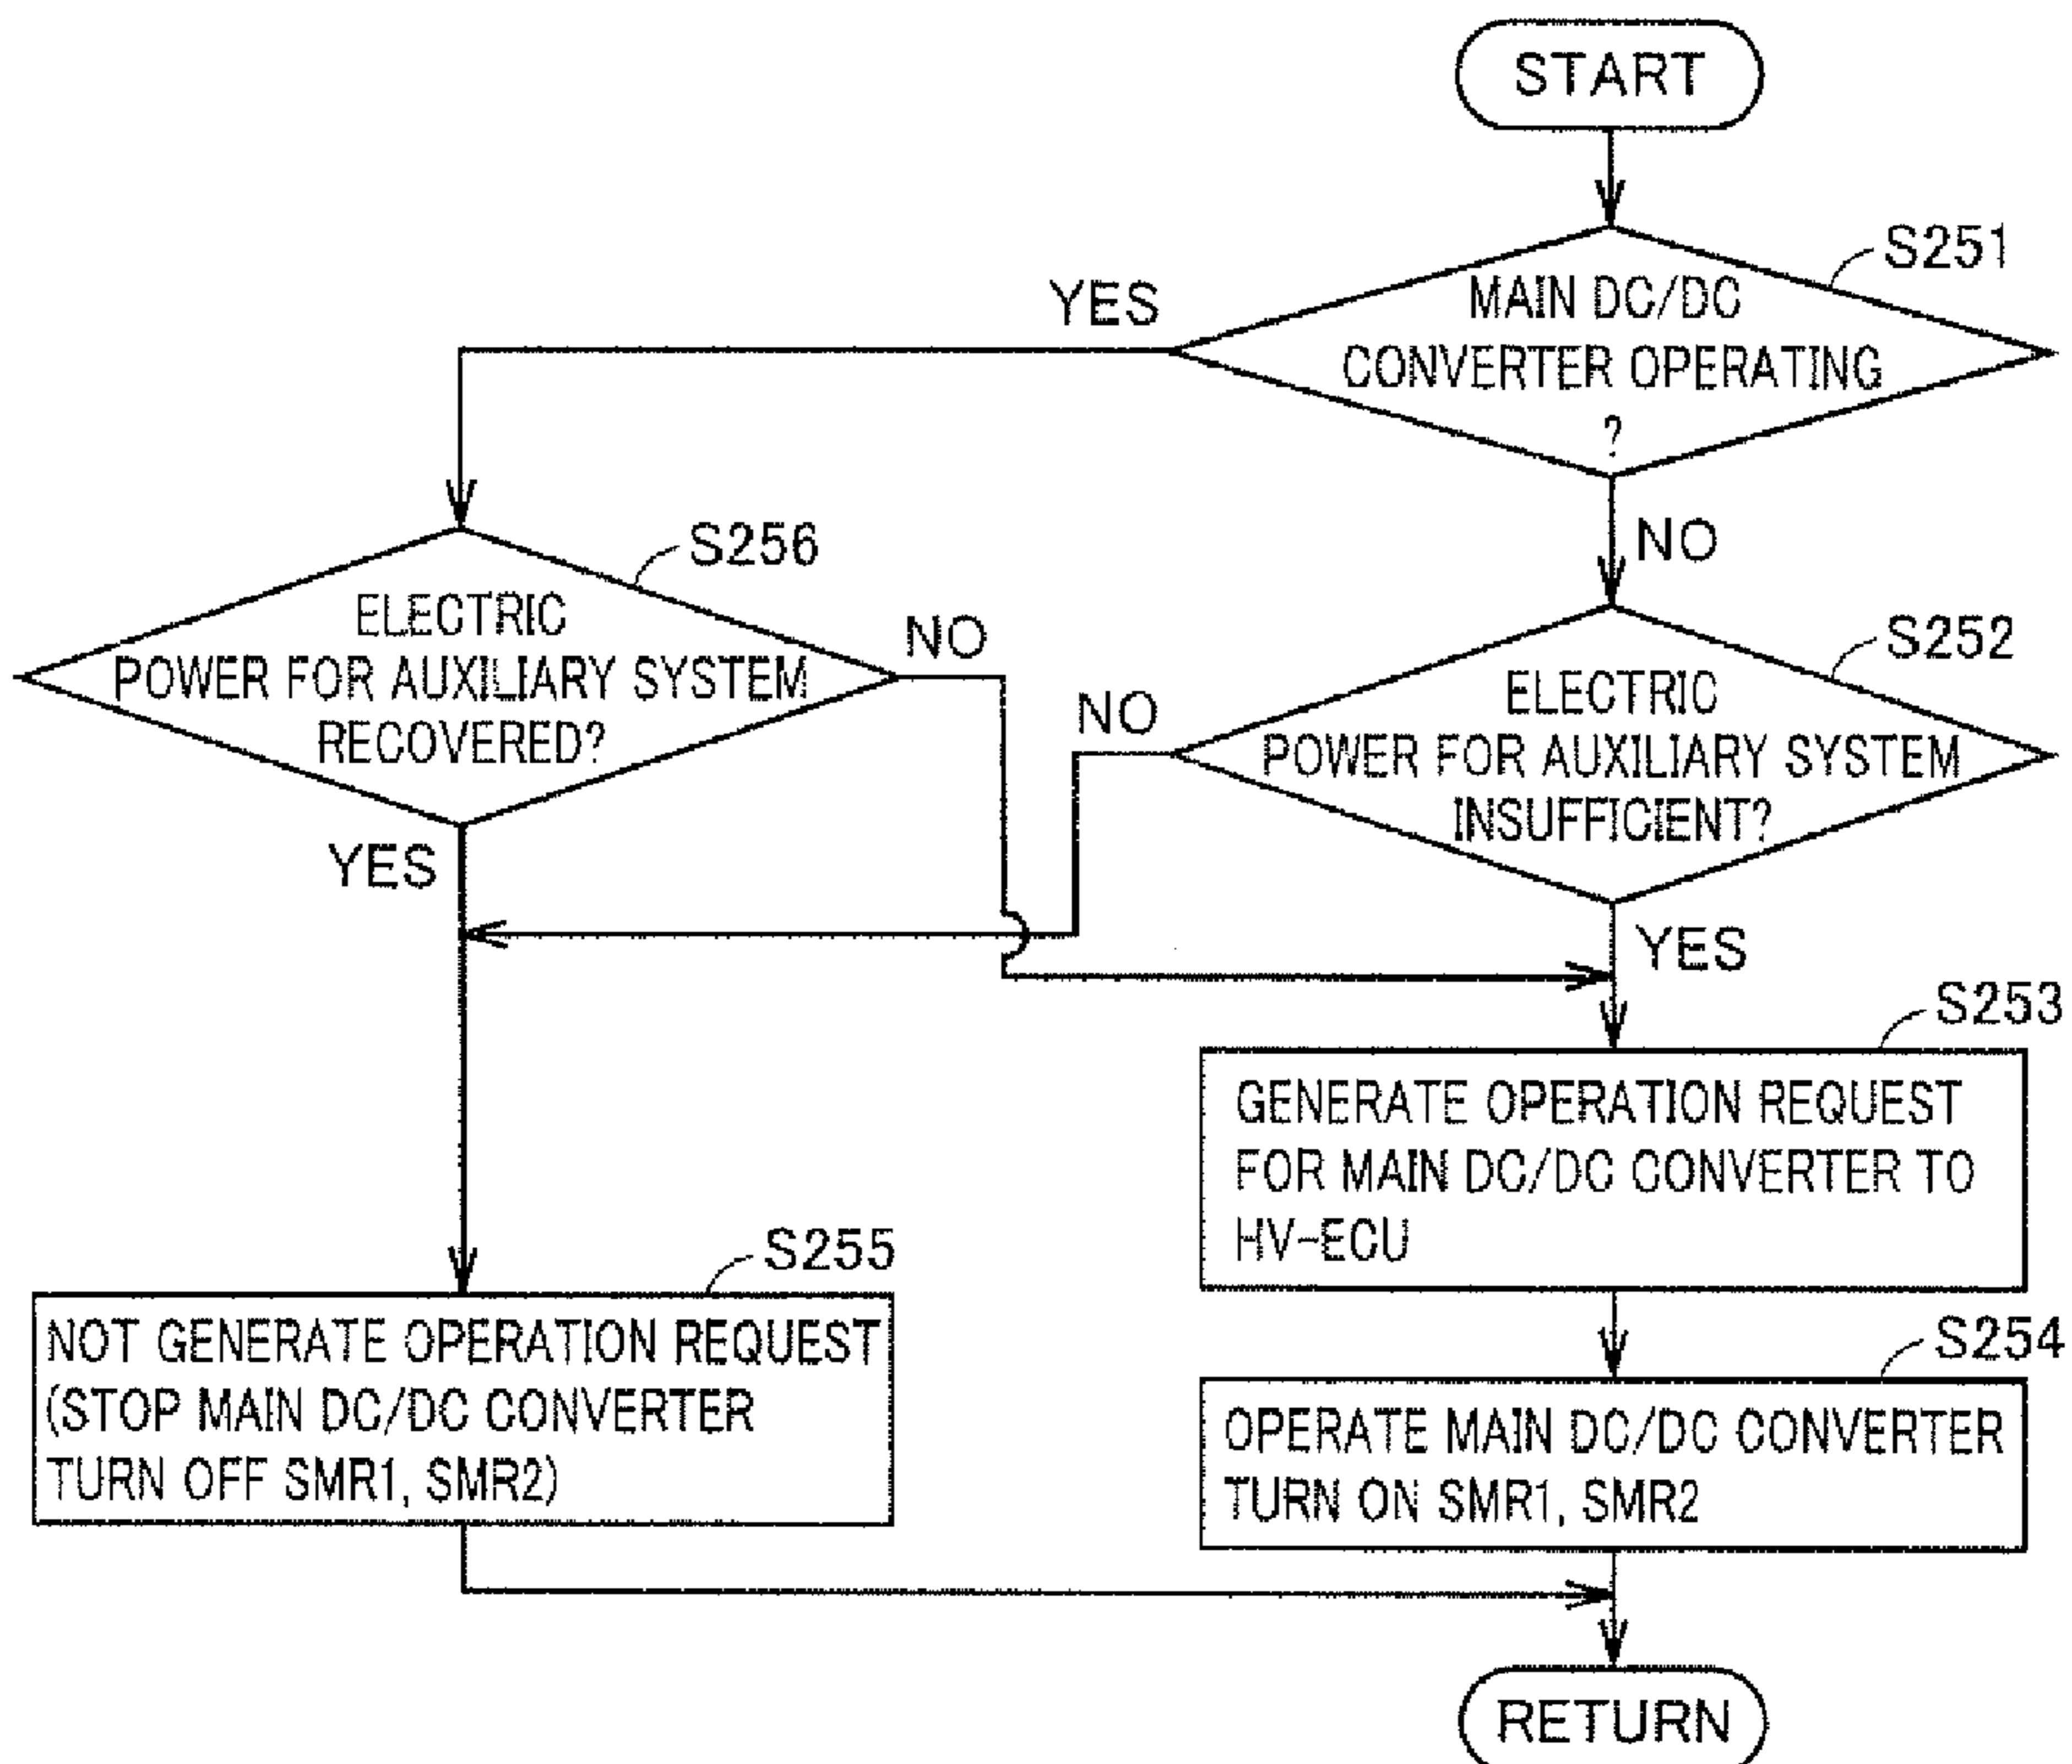 START
S251
MAIN DC/DC
CONVERTER OPERATING
?
YES
NO
S256
ELECTRIC
POWER FOR AUXILIARY SYSTEM
RECOVERED?
NO
YES
S252
ELECTRIC
POWER FOR AUXILIARY SYSTEM
INSUFFICIENT?
NO
YES
S253
GENERATE OPERATION REQUEST
FOR MAIN DC/DC CONVERTER TO
HV-ECU
S255
NOT GENERATE OPERATION REQUEST
(STOP MAIN DC/DC CONVERTER
TURN OFF SMR1, SMR2)
S254
OPERATE MAIN DC/DC CONVERTER
TURN ON SMR1, SMR2
RETURN